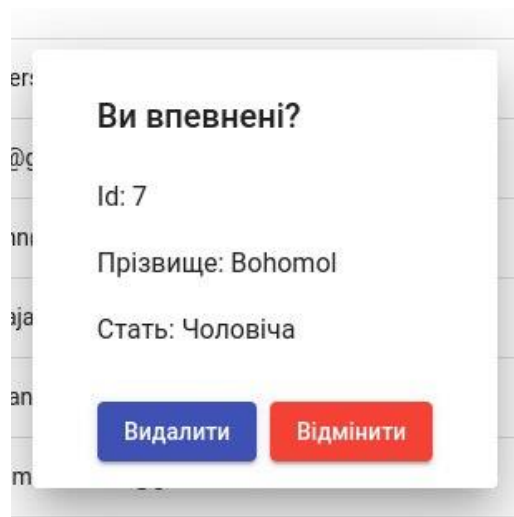 Ви впевнені?
Id: 7
Прізвище: Bohomol
Стать: Чоловіча
Видалити Відмінити